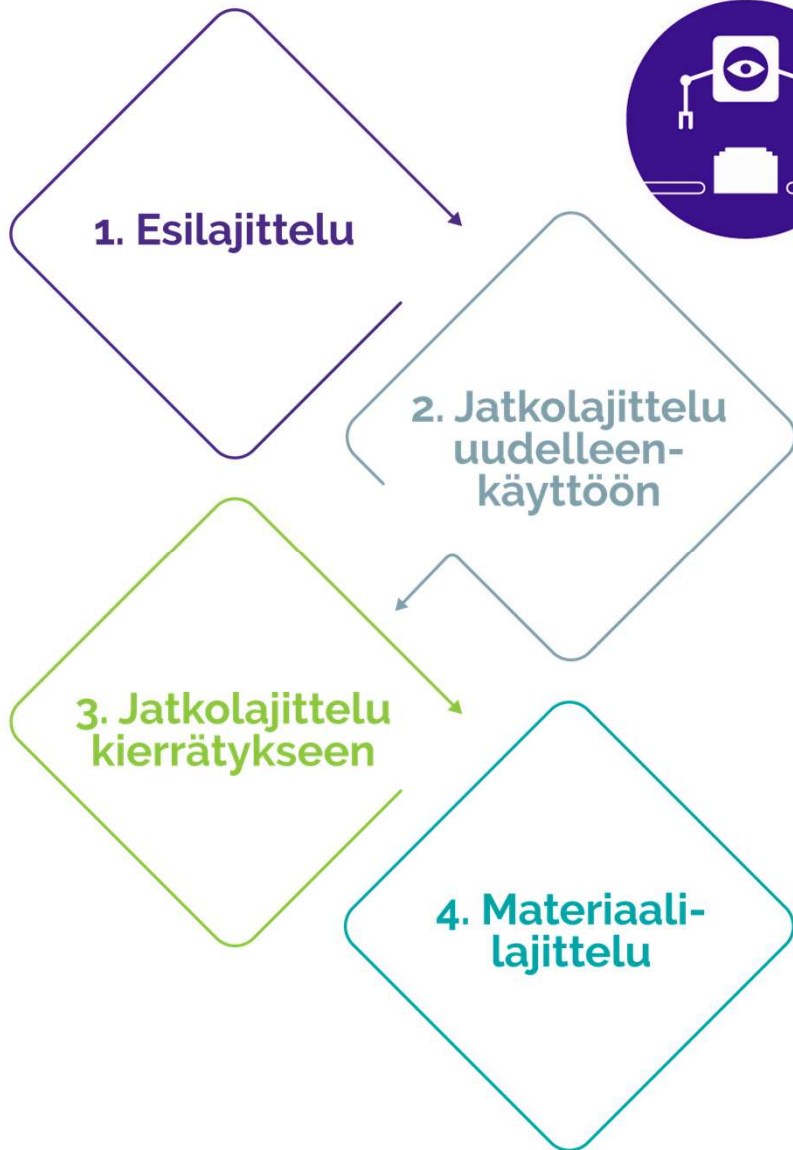 1. Esilajittelu
2. Jatkolajittelu
uudelleen-
käyttöön
3. Jatkolajittelu
kierrätykseen
4. Materiaali-
lajittelu